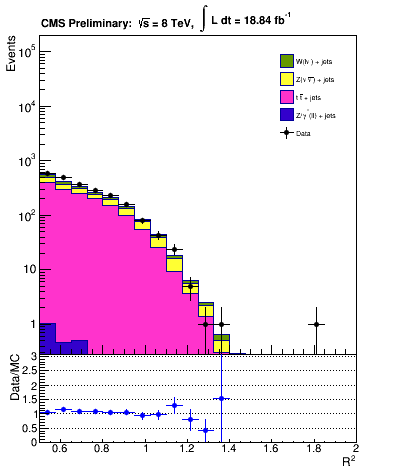 CMS Preliminary: √s = 8 TeV, ∫ L dt = 18.84 fb⁻¹
Events
10⁵
10⁴
10³
10²
10
1
W(lν) + jets
Z(νν̅) + jets
t t̅ + jets
Z/γ*(ll) + jets
Data
Data/MC
3
2.5
2
1.5
1
0.5
0
0.6 0.8 1 1.2 1.4 1.6 1.8 2
R²